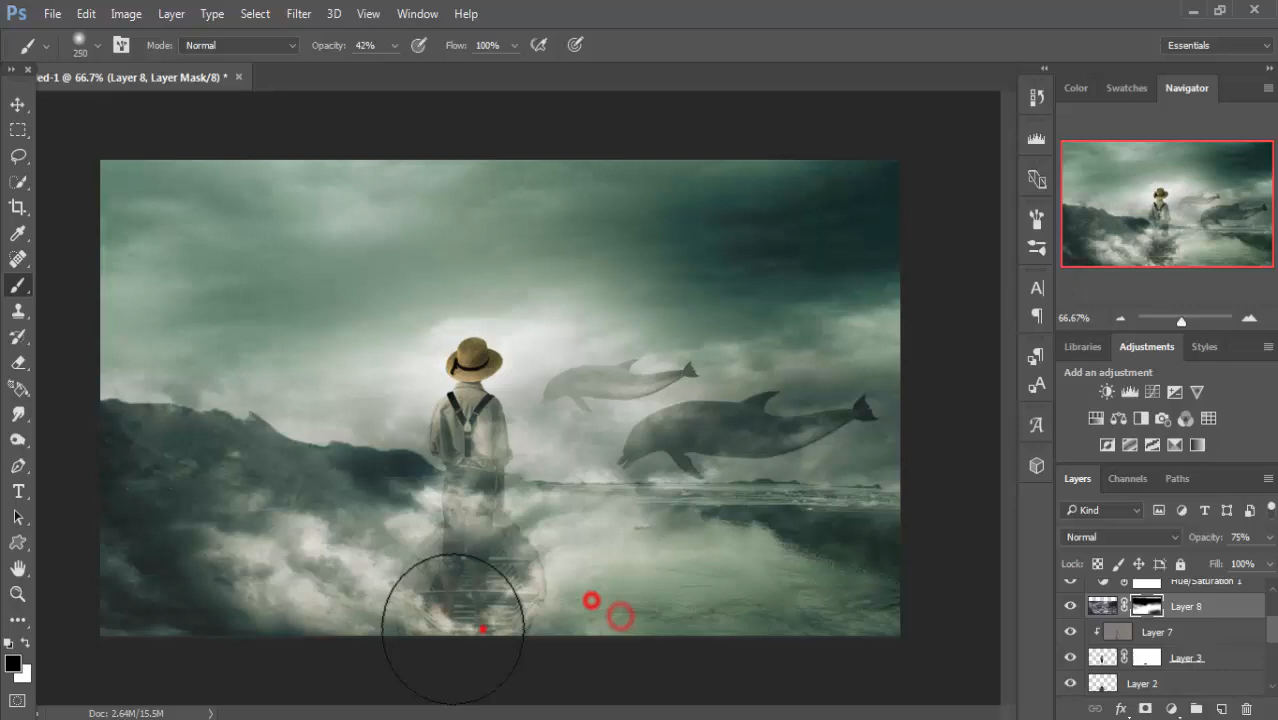 Ps File Edit Image Layer Type Select Filter 3D View Window Help
250 Mode: Normal Opacity: 42% Flow: 100% Essentials
ed-1 @ 66.7% (Layer 8, Layer Mask/8) *
Color Swatches Navigator
66.67%
Libraries Adjustments Styles
Add an adjustment
Layers Channels Paths
Kind
Normal Opacity: 75%
Lock: Fill: 100%
Hue/Saturation 1
Layer 8
Layer 7
Layer 3
Layer 2
Doc: 2.64M/15.5M